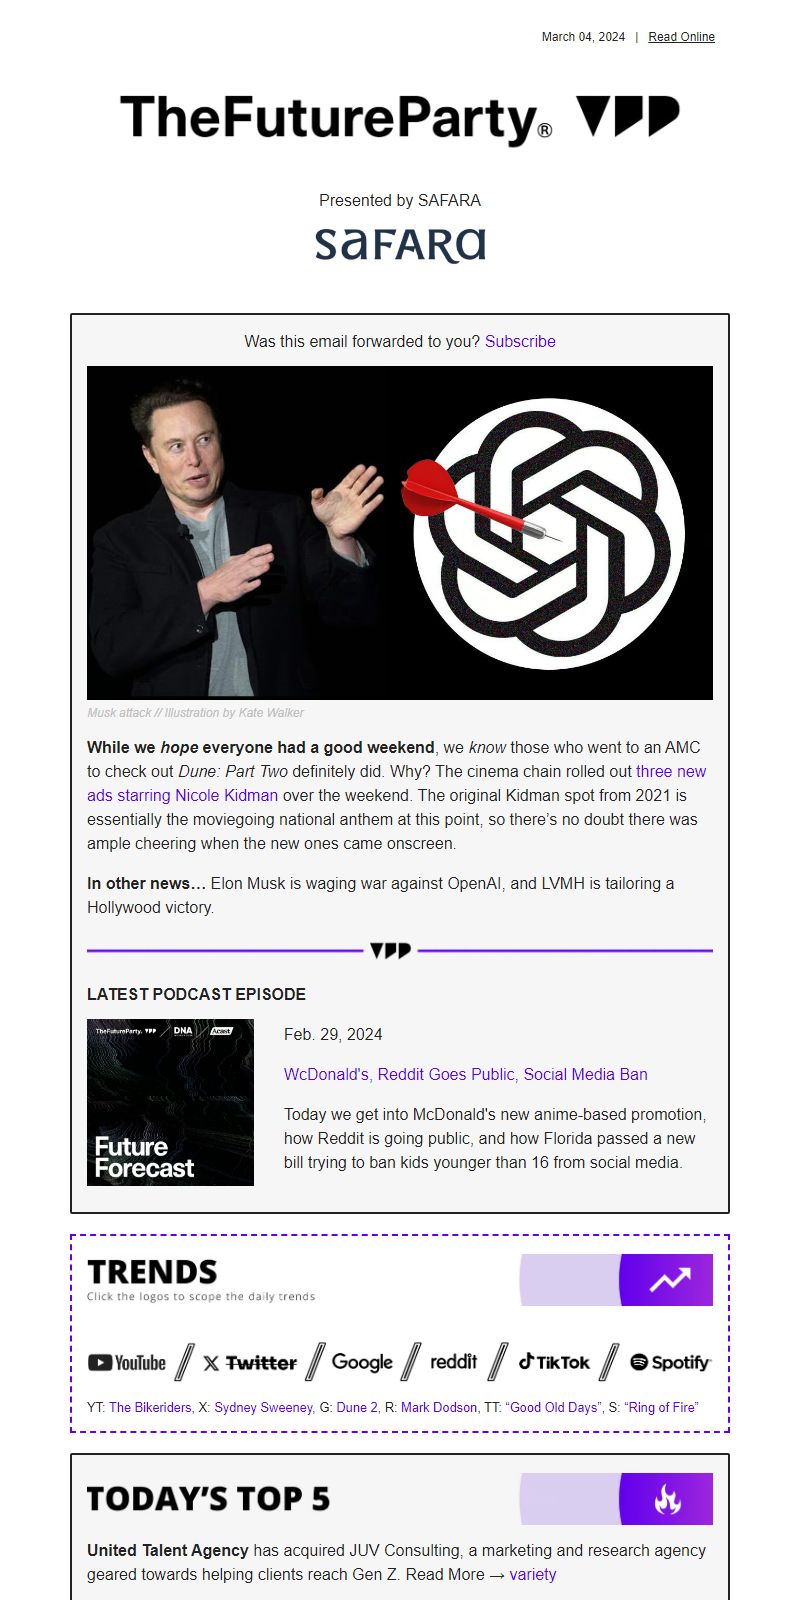 March 04, 2024 | Read Online
TheFutureParty®
Presented by SAFARA
SAFARA
Was this email forwarded to you? Subscribe
Musk attack // Illustration by Kate Walker
While we hope everyone had a good weekend, we know those who went to an AMC
to check out Dune: Part Two definitely did. Why? The cinema chain rolled out three new
ads starring Nicole Kidman over the weekend. The original Kidman spot from 2021 is
essentially the moviegoing national anthem at this point, so there’s no doubt there was
ample cheering when the new ones came onscreen.
In other news… Elon Musk is waging war against OpenAI, and LVMH is tailoring a
Hollywood victory.
LATEST PODCAST EPISODE
TheFutureParty. / DNA / Acast
Future
Forecast
Feb. 29, 2024
WcDonald's, Reddit Goes Public, Social Media Ban
Today we get into McDonald's new anime-based promotion,
how Reddit is going public, and how Florida passed a new
bill trying to ban kids younger than 16 from social media.
TRENDS
Click the logos to scope the daily trends
YouTube // X Twitter // Google // reddit // TikTok // Spotify
YT: The Bikeriders, X: Sydney Sweeney, G: Dune 2, R: Mark Dodson, TT: “Good Old Days”, S: “Ring of Fire”
TODAY’S TOP 5
United Talent Agency has acquired JUV Consulting, a marketing and research agency
geared towards helping clients reach Gen Z. Read More → variety